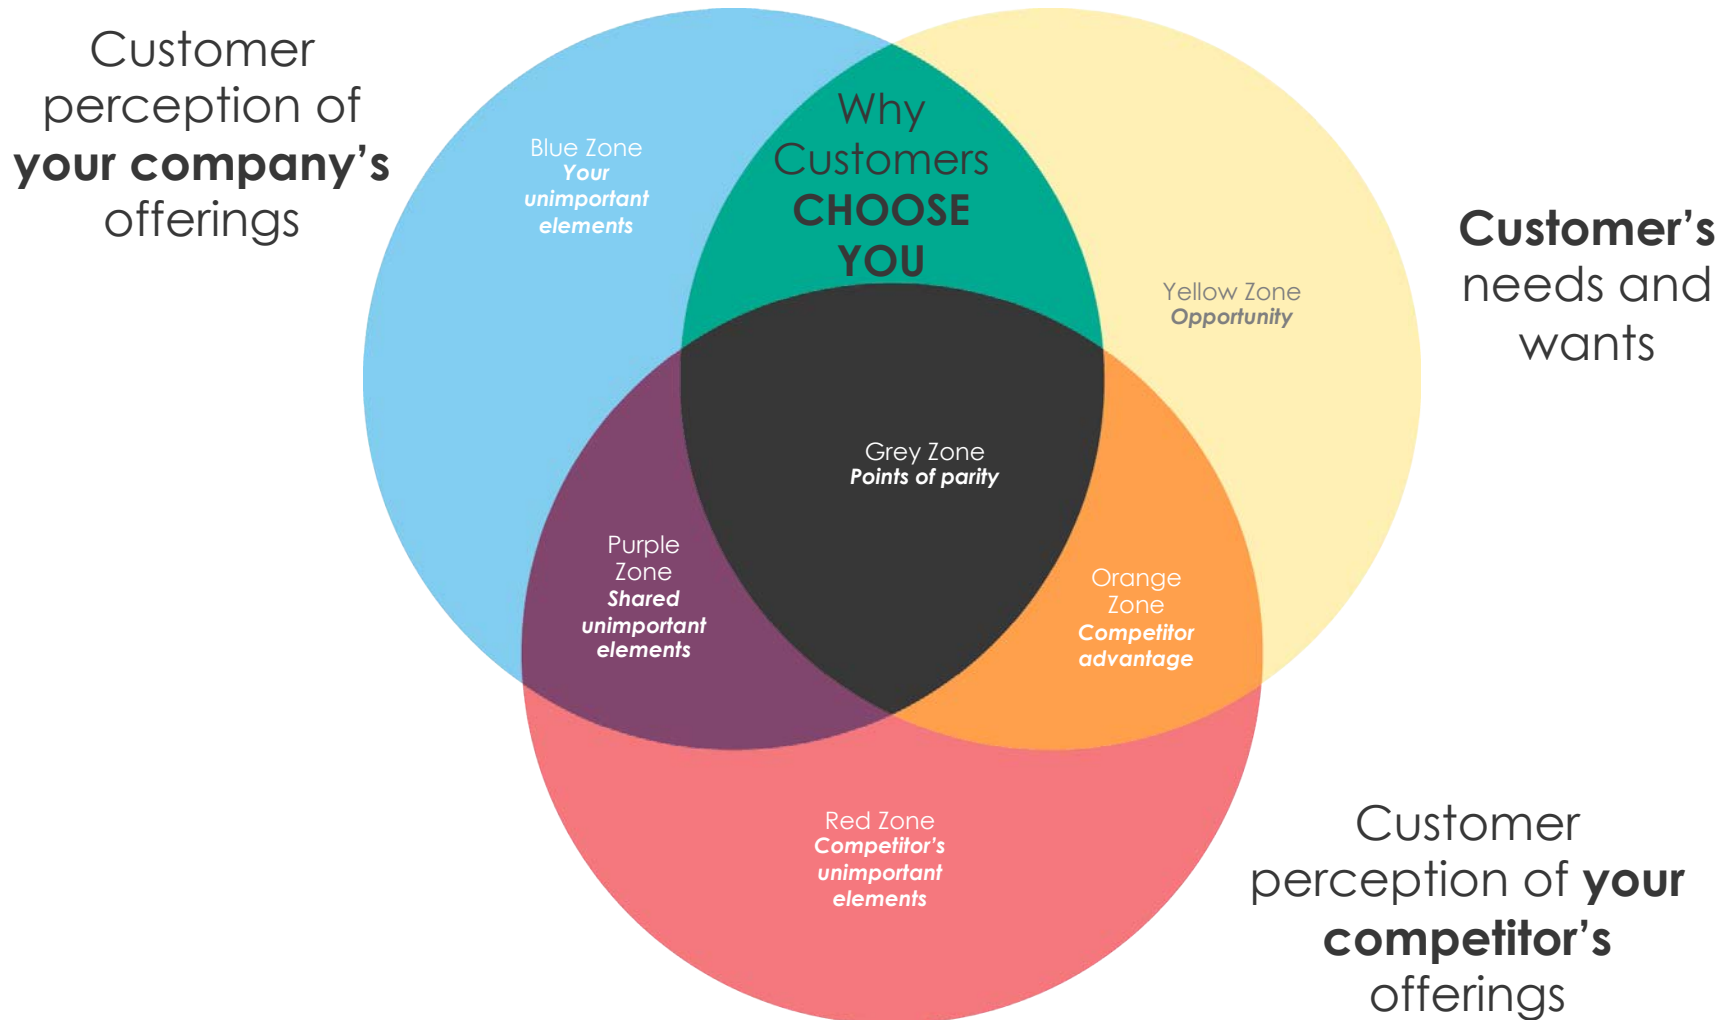 Customer
perception of
your company’s
offerings
Blue Zone
Your
unimportant
elements
Why
Customers
CHOOSE
YOU
Yellow Zone
Opportunity
Customer’s
needs and
wants
Grey Zone
Points of parity
Purple
Zone
Shared
unimportant
elements
Orange
Zone
Competitor
advantage
Red Zone
Competitor’s
unimportant
elements
Customer
perception of your
competitor’s
offerings